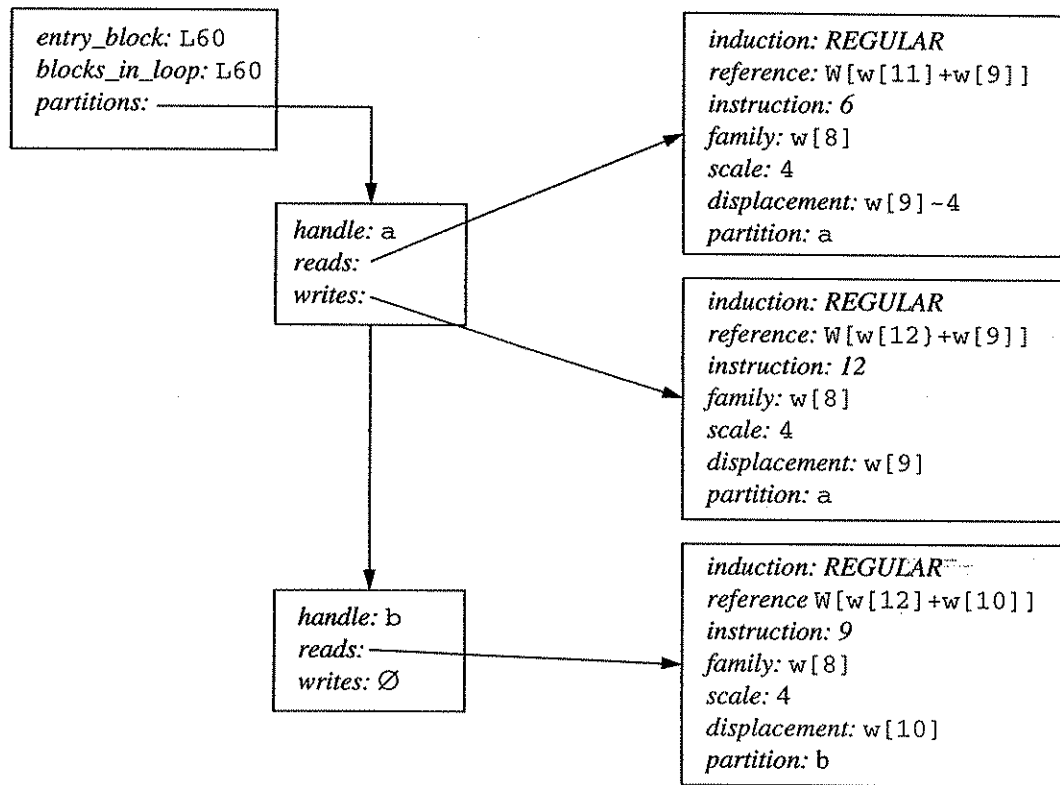 entry_block: L60
blocks_in_loop: L60
partitions:
handle: a
reads:
writes:
handle: b
reads:
writes: ∅
induction: REGULAR
reference: W[w[11]+w[9]]
instruction: 6
family: w[8]
scale: 4
displacement: w[9]-4
partition: a
induction: REGULAR
reference: W[w[12}+w[9]]
instruction: 12
family: w[8]
scale: 4
displacement: w[9]
partition: a
induction: REGULAR
reference W[w[12]+w[10]]
instruction: 9
family: w[8]
scale: 4
displacement: w[10]
partition: b